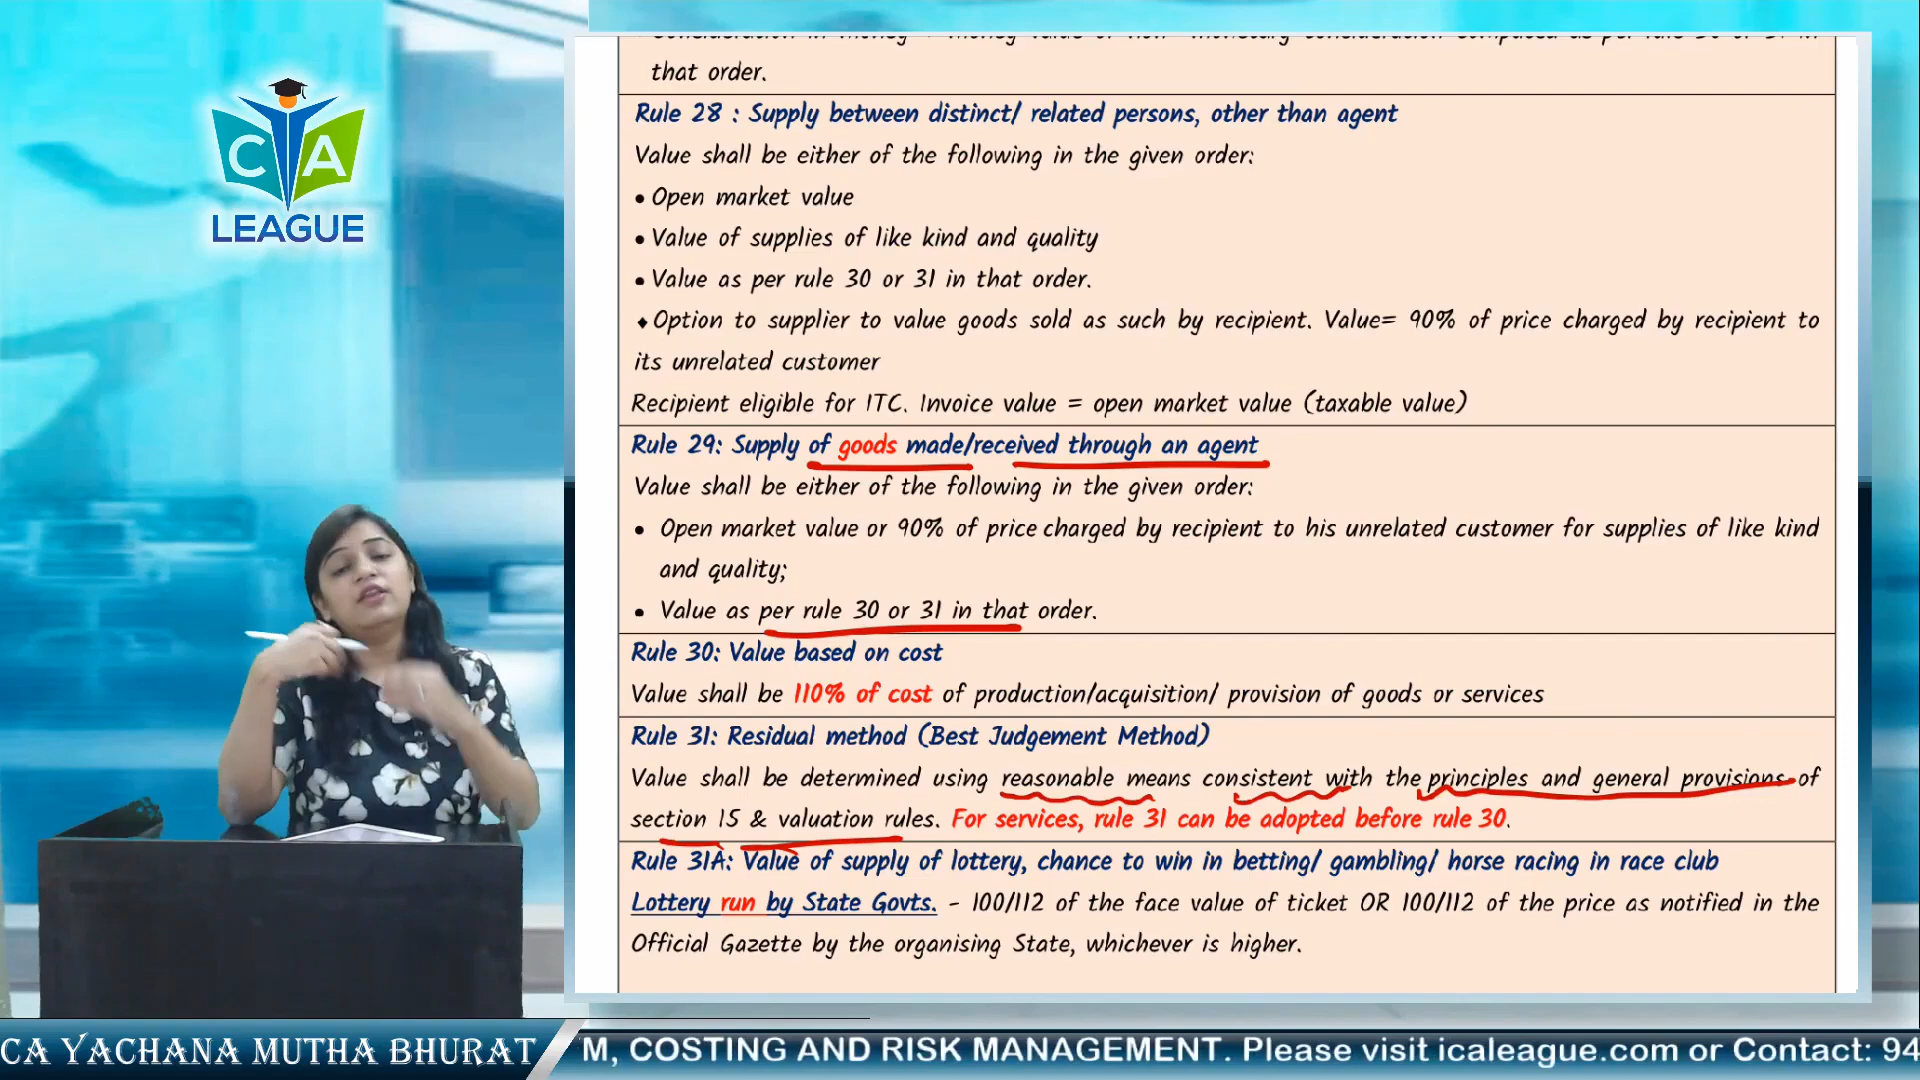 that order.
Rule 28 : Supply between distinct/ related persons, other than agent
Value shall be either of the following in the given order:
• Open market value
• Value of supplies of like kind and quality
• Value as per rule 30 or 31 in that order.
♦Option to supplier to value goods sold as such by recipient. Value= 90% of price charged by recipient to
its unrelated customer
Recipient eligible for ITC. Invoice value = open market value (taxable value)
Rule 29: Supply of goods made/received through an agent
Value shall be either of the following in the given order:
• Open market value or 90% of price charged by recipient to his unrelated customer for supplies of like kind
and quality;
• Value as per rule 30 or 31 in that order.
Rule 30: Value based on cost
Value shall be 110% of cost of production/acquisition/ provision of goods or services
Rule 31: Residual method (Best Judgement Method)
Value shall be determined using reasonable means consistent with the principles and general provisions of
section 15 & valuation rules. For services, rule 31 can be adopted before rule 30.
Rule 31A: Value of supply of lottery, chance to win in betting/ gambling/ horse racing in race club
Lottery run by State Govts. - 100/112 of the face value of ticket OR 100/112 of the price as notified in the
Official Gazette by the organising State, whichever is higher.
CA
LEAGUE
CA YACHANA MUTHA BHURAT
M, COSTING AND RISK MANAGEMENT. Please visit icaleague.com or Contact: 94